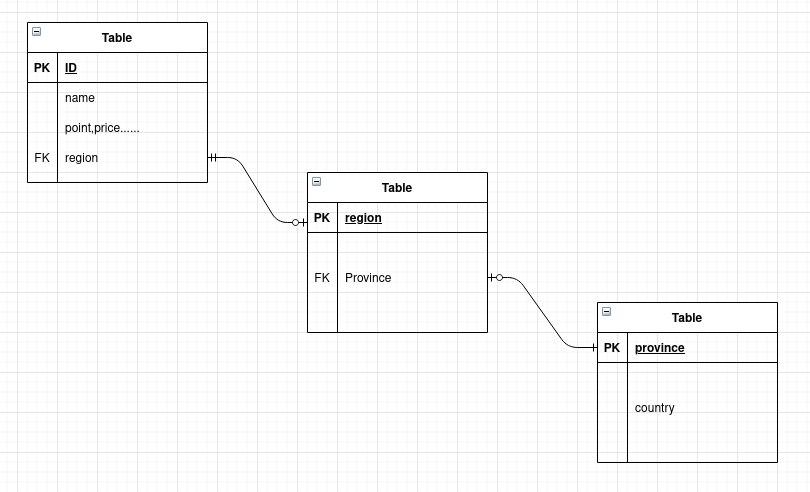 Table
PK ID
name
point,price......
FK region
Table
PK region
FK Province
Table
PK province
country